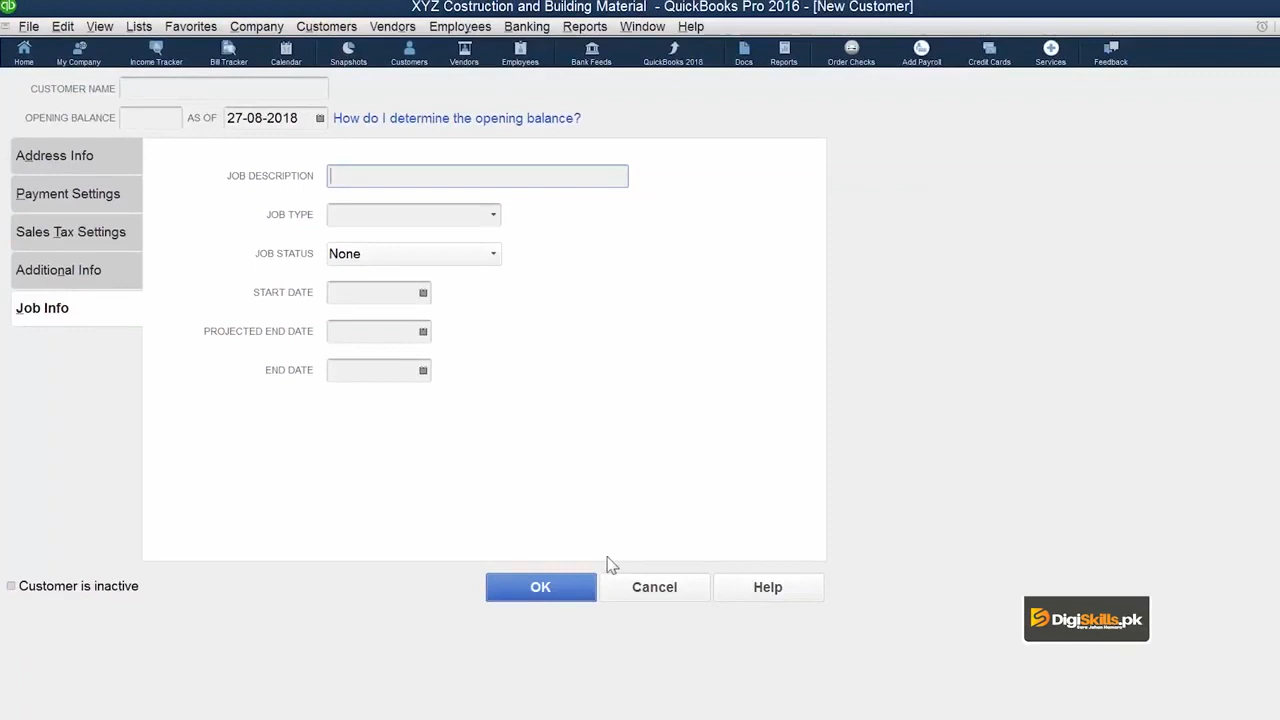 XYZ Costruction and Building Material - QuickBooks Pro 2016 - [New Customer]
File Edit View Lists Favorites Company Customers Vendors Employees Banking Reports Window Help
Home My Company Income Tracker Bill Tracker Calendar Snapshots Customers Vendors Employees Bank Feeds QuickBooks 2018 Docs Reports Order Checks Add Payroll Credit Cards Services Feedback
CUSTOMER NAME
OPENING BALANCE AS OF 27-08-2018 How do I determine the opening balance?
Address Info
Payment Settings
Sales Tax Settings
Additional Info
Job Info
JOB DESCRIPTION
JOB TYPE
JOB STATUS None
START DATE
PROJECTED END DATE
END DATE
Customer is inactive
OK Cancel Help
DigiSkills.pk